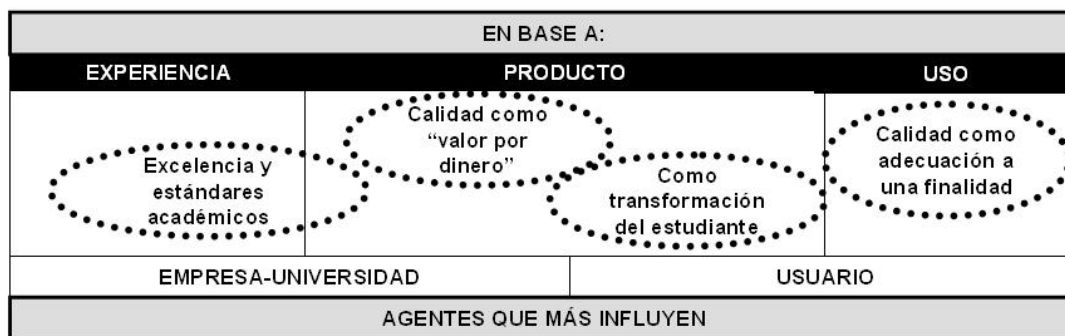 EN BASE A:
EXPERIENCIA
PRODUCTO
USO
Excelencia y
estándares
académicos
Calidad como
“valor por
dinero”
Como
transformación
del estudiante
Calidad como
adecuación a
una finalidad
EMPRESA-UNIVERSIDAD
USUARIO
AGENTES QUE MÁS INFLUYEN